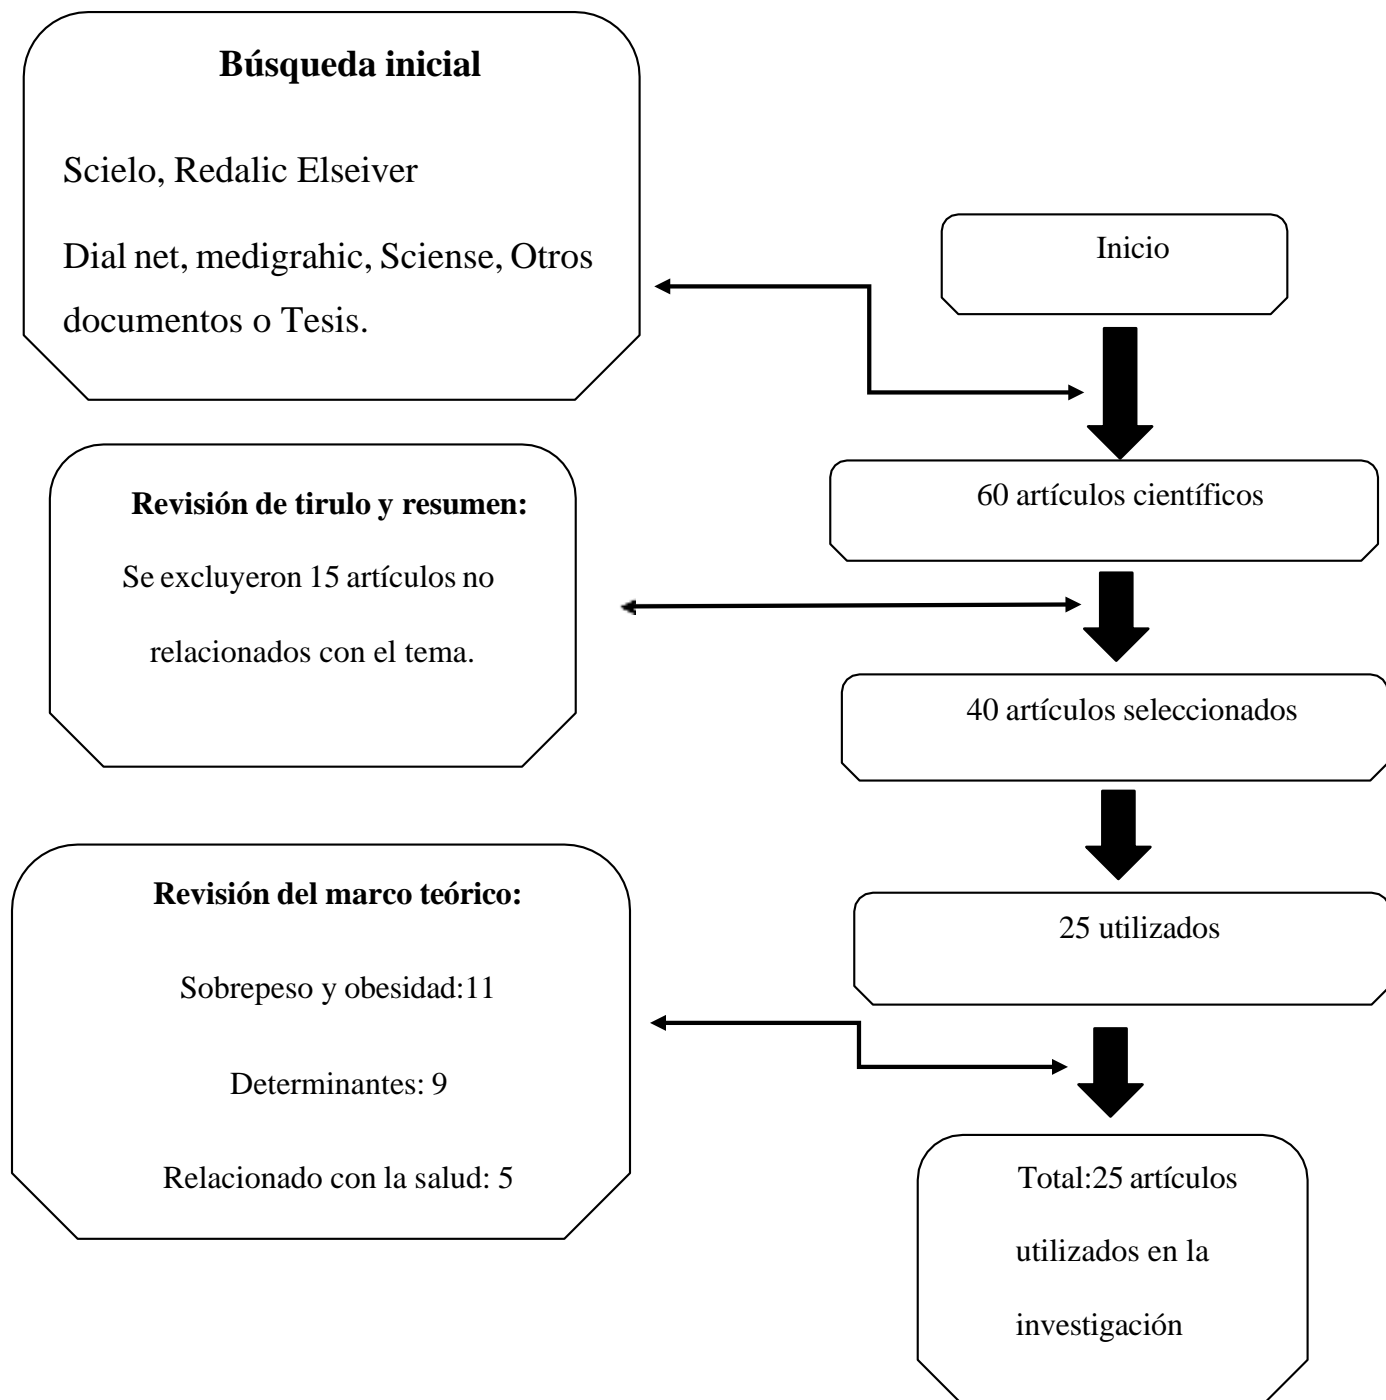 Búsqueda inicial
Scielo, Redalic Elseiver
Dial net, medigrahic, Sciense, Otros
documentos o Tesis.
Inicio
60 artículos científicos
Revisión de tirulo y resumen:
Se excluyeron 15 artículos no
relacionados con el tema.
40 artículos seleccionados
25 utilizados
Revisión del marco teórico:
Sobrepeso y obesidad:11
Determinantes: 9
Relacionado con la salud: 5
Total:25 artículos
utilizados en la
investigación